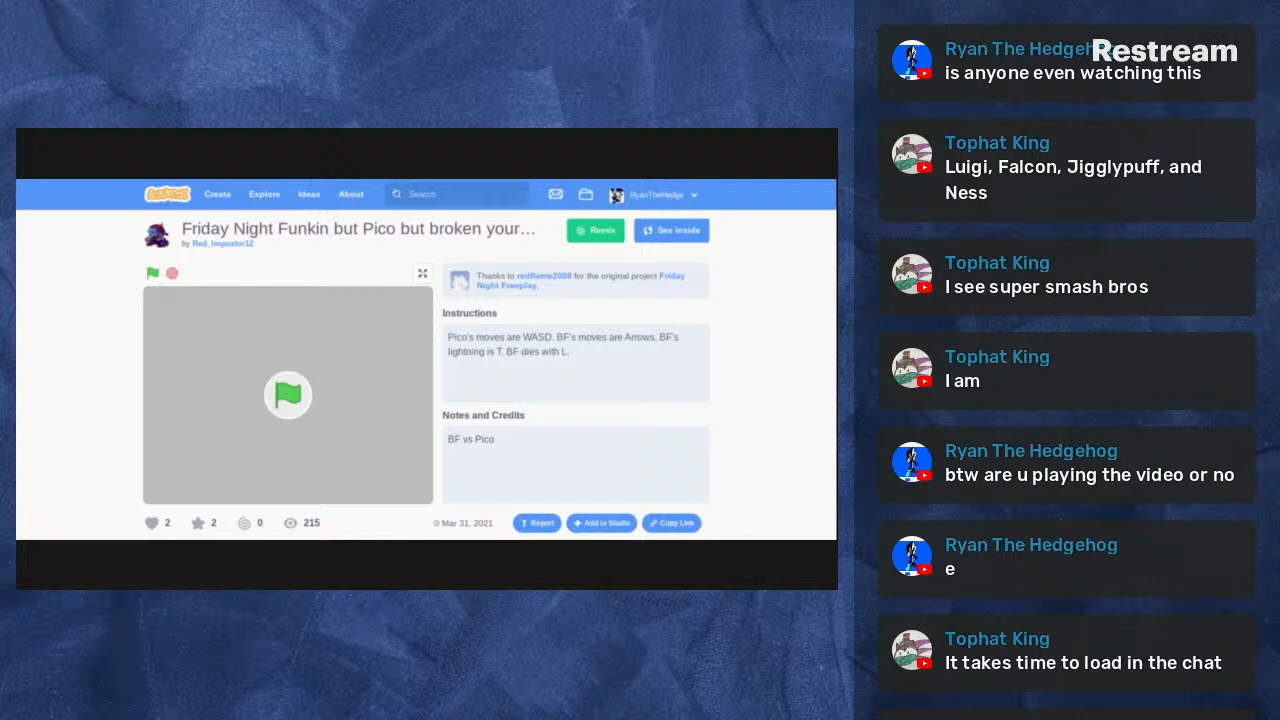 SCRATCH
Create
Explore
Ideas
About
Search
RyanTheHedge
Friday Night Funkin but Pico but broken your…
by Red_Impostor12
Remix
See inside
Thanks to redflame2008 for the original project Friday
Night Freeplay.
Instructions
Pico's moves are WASD. BF's moves are Arrows. BF's
lightning is T. BF dies with L.
Notes and Credits
BF vs Pico
2
2
0
215
© Mar 31, 2021
Report
Add to Studio
Copy Link
Restream
Ryan The Hedgehog
is anyone even watching this
Tophat King
Luigi, Falcon, Jigglypuff, and
Ness
Tophat King
I see super smash bros
Tophat King
I am
Ryan The Hedgehog
btw are u playing the video or no
Ryan The Hedgehog
e
Tophat King
It takes time to load in the chat